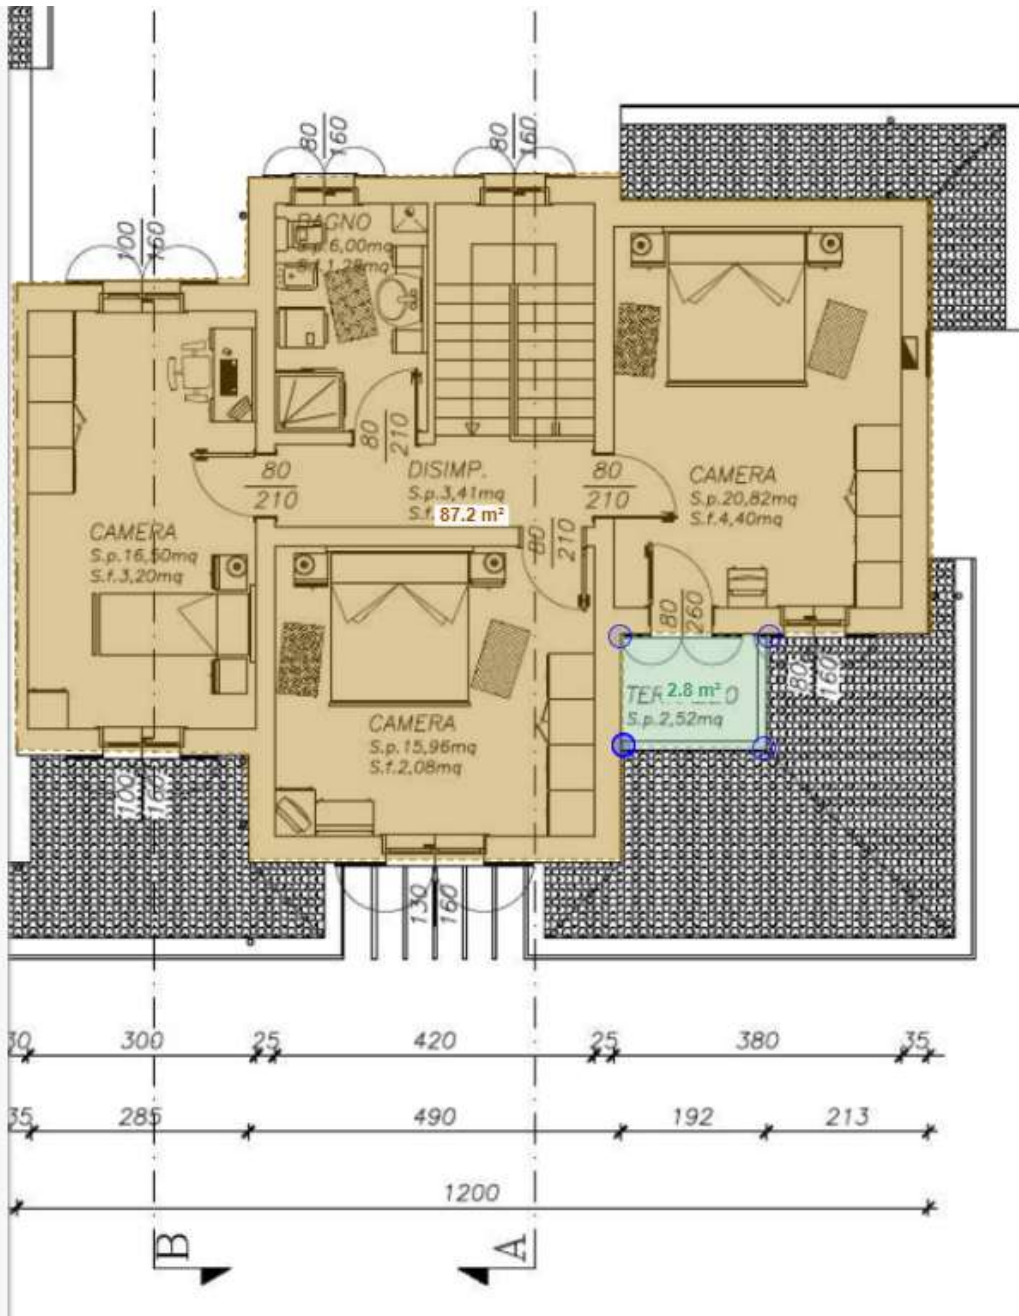 80
160
80
160
100
160
BAGNO
S.p.6,00mq
S.f.1,28mq
80
210
DISIMP.
S.p.3,41mq
S.f.
87.2 m²
80
210
80
210
80
210
CAMERA
S.p.20,82mq
S.f.4,40mq
CAMERA
S.p.16,50mq
S.f.3,20mq
80
260
2.8 m²
S.p.2,52mq
80
160
CAMERA
S.p.15,96mq
S.f.2,08mq
100
160
130
160
30 300 25 420 25 380 35
35 285 490 192 213
1200
B A